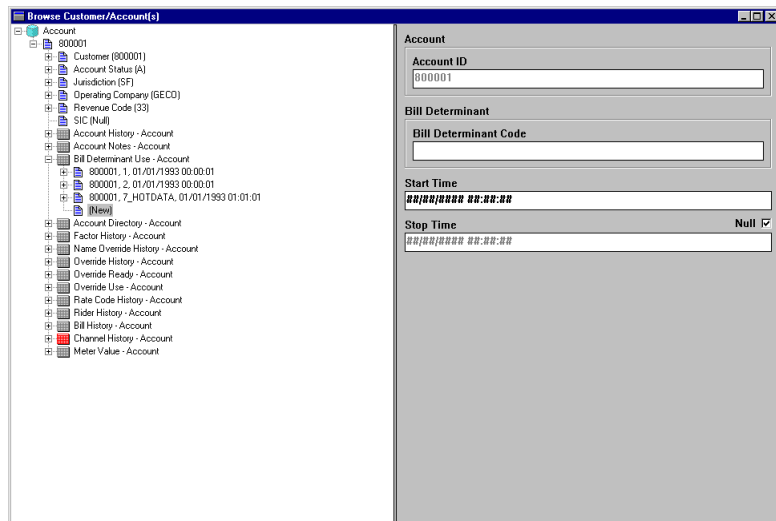 Browse Customer/Account(s)
Account
800001
Customer (800001)
Account Status (A)
Jurisdiction (SF)
Operating Company (GECO)
Revenue Code (33)
SIC (Null)
Account History - Account
Account Notes - Account
Bill Determinant Use - Account
800001, 1, 01/01/1993 00:00:01
800001, 2, 01/01/1993 00:00:01
800001, 7_HOTDATA, 01/01/1993 01:01:01
(New)
Account Directory - Account
Factor History - Account
Name Override History - Account
Override History - Account
Override Ready - Account
Override Use - Account
Rate Code History - Account
Rider History - Account
Bill History - Account
Channel History - Account
Meter Value - Account
Account
Account ID
800001
Bill Determinant
Bill Determinant Code
Start Time
##/##/#### ##:##:##
Stop Time Null
##/##/#### ##:##:##